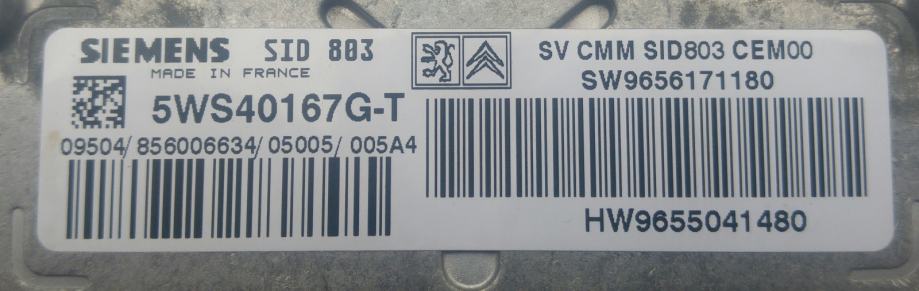 SIEMENS SID 803
MADE IN FRANCE
5WS40167G-T
09504/856006634/05005/005A4
SV CMM SID803 CEM00
SW9656171180
HW9655041480